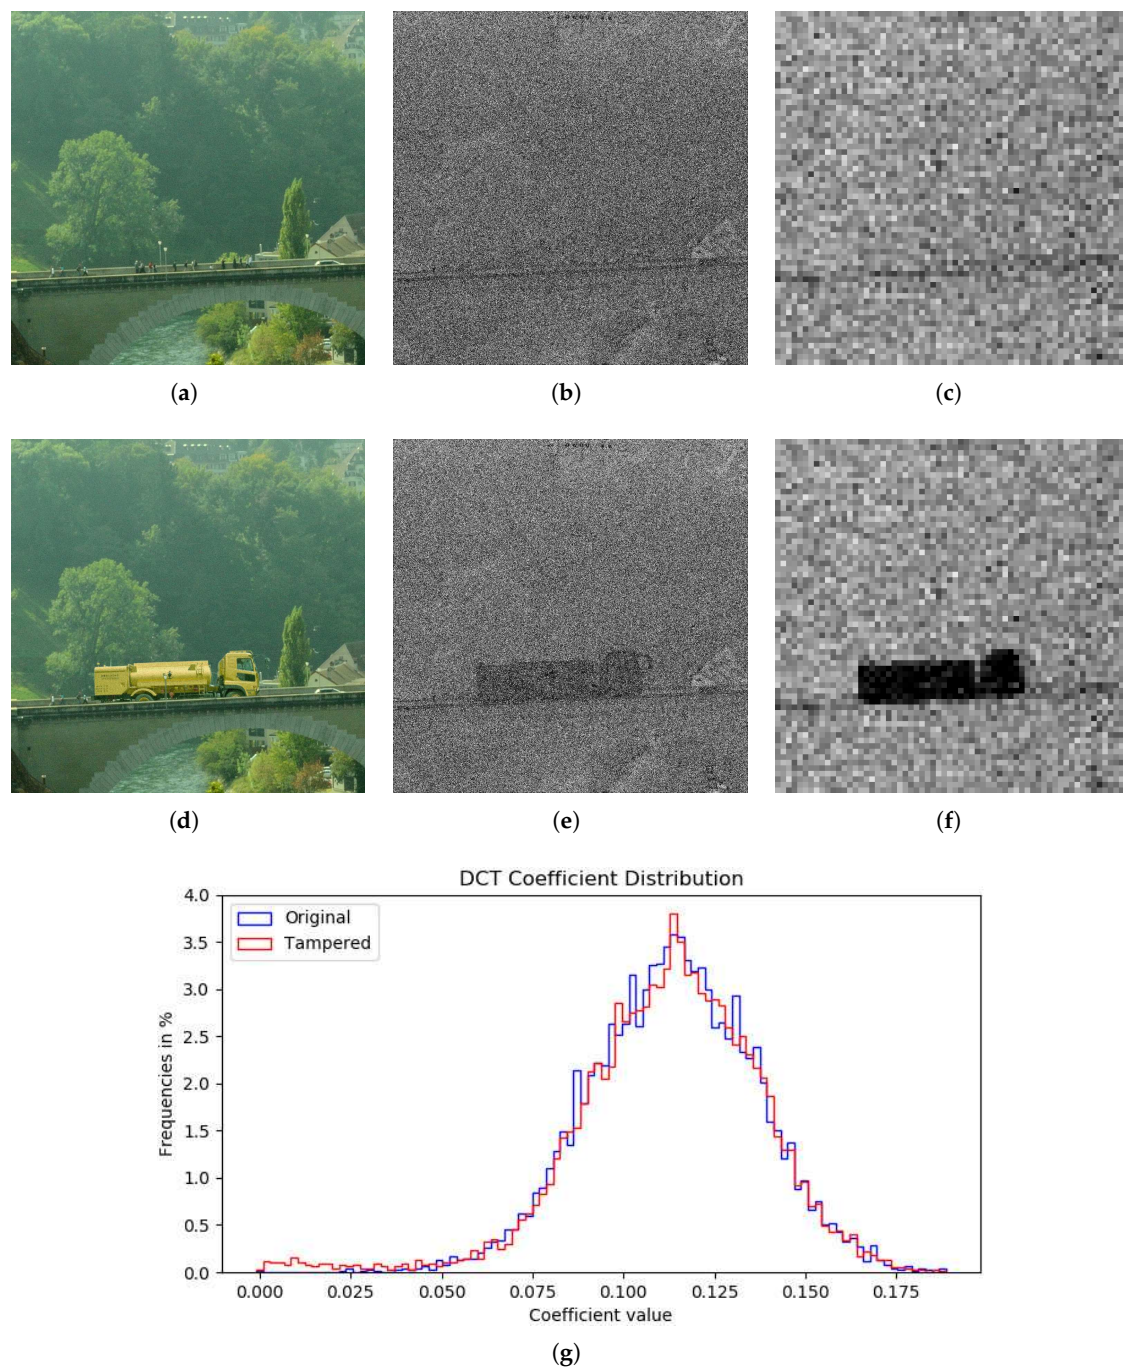 (a)
(b)
(c)
(d)
(e)
(f)
DCT Coefficient Distribution
Original
Tampered
Frequencies in %
4.0
3.5
3.0
2.5
2.0
1.5
1.0
0.5
0.0
0.000 0.025 0.050 0.075 0.100 0.125 0.150 0.175
Coefficient value
(g)